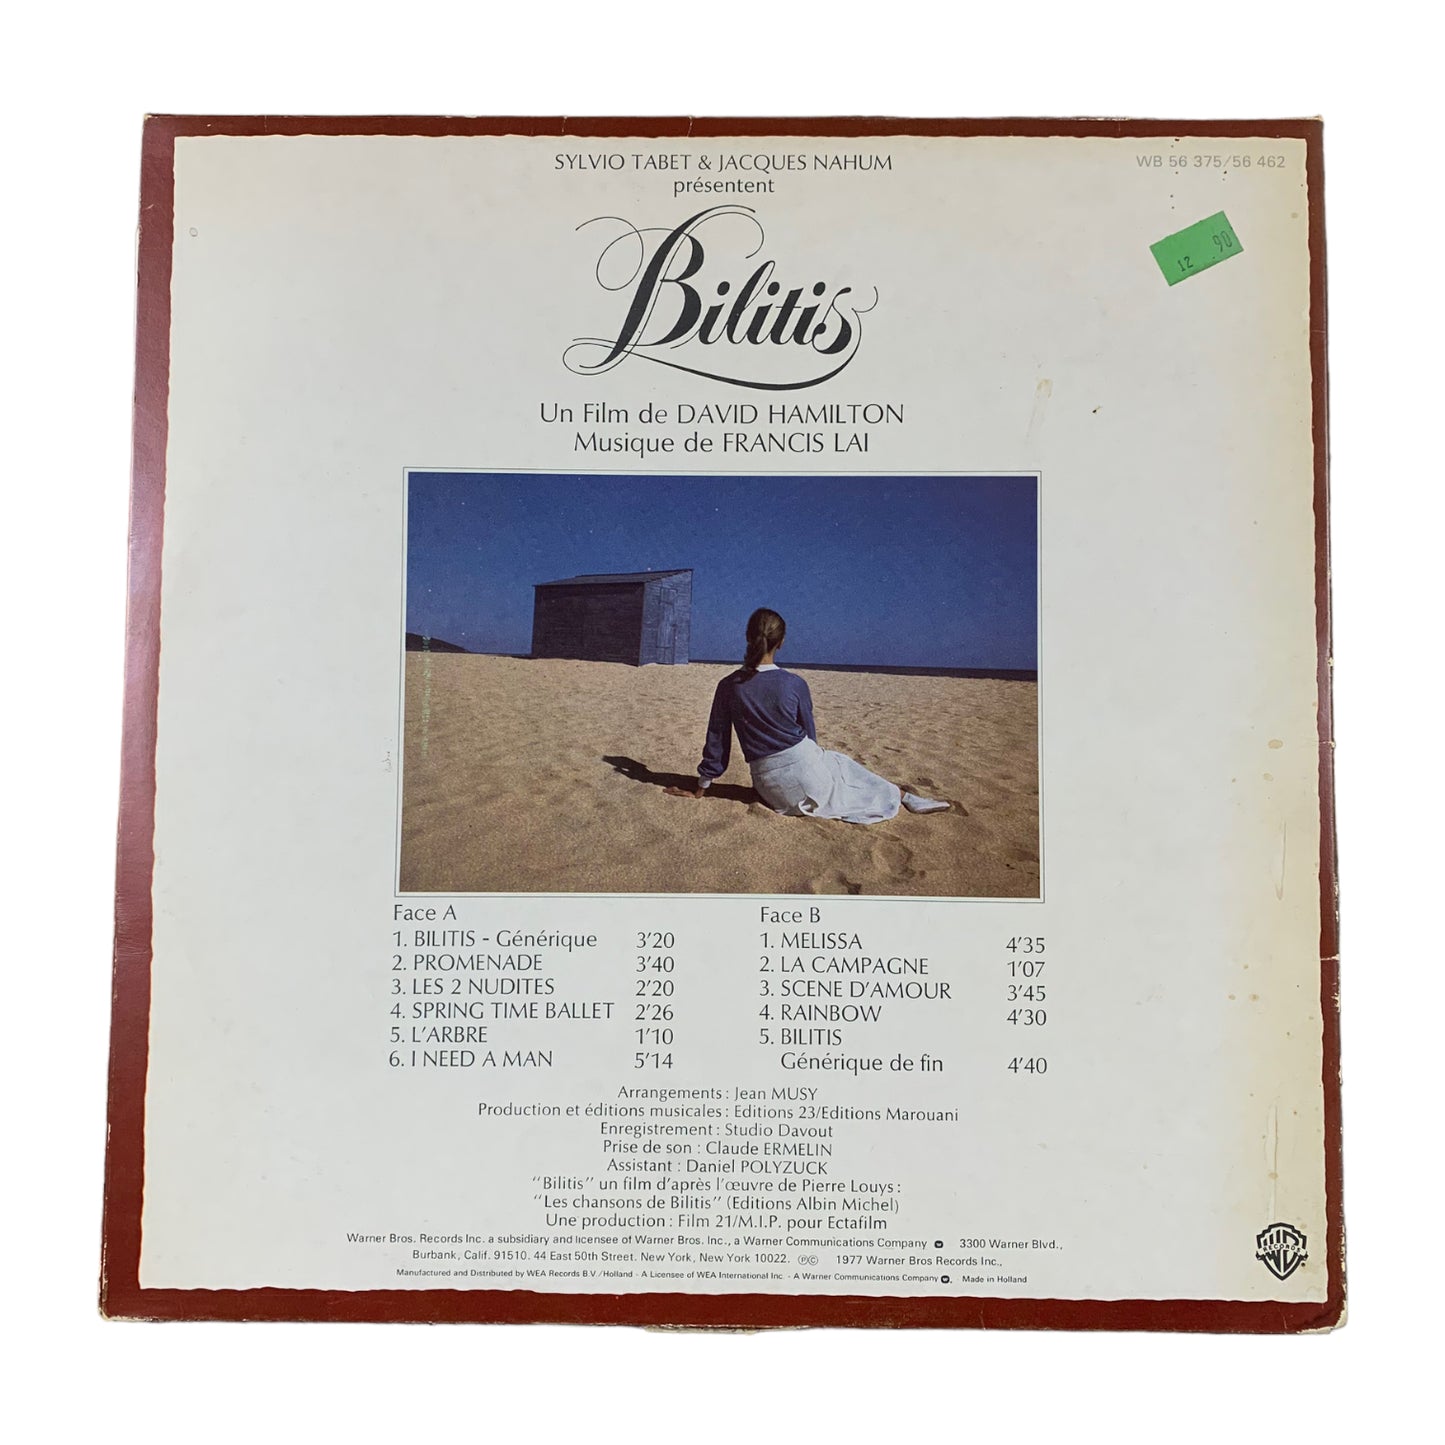 SYLVIO TABET & JACQUES NAHUM
présentent
WB 56 375/56 462
12 90
Bilitis
Un Film de DAVID HAMILTON
Musique de FRANCIS LAI
Face A
1. BILITIS - Générique 3'20
2. PROMENADE 3'40
3. LES 2 NUDITES 2'20
4. SPRING TIME BALLET 2'26
5. L'ARBRE 1'10
6. I NEED A MAN 5'14
Face B
1. MELISSA 4'35
2. LA CAMPAGNE 1'07
3. SCENE D'AMOUR 3'45
4. RAINBOW 4'30
5. BILITIS
Générique de fin 4'40
Arrangements : Jean MUSY
Production et éditions musicales : Editions 23/Editions Marouani
Enregistrement : Studio Davout
Prise de son : Claude ERMELIN
Assistant : Daniel POLYZUCK
"Bilitis" un film d'après l'œuvre de Pierre Louys :
"Les chansons de Bilitis" (Editions Albin Michel)
Une production : Film 21/M.I.P. pour Ectafilm
Warner Bros. Records Inc. a subsidiary and licensee of Warner Bros. Inc., a Warner Communications Company 3300 Warner Blvd.,
Burbank, Calif. 91510. 44 East 50th Street. New York, New York 10022. ℗© 1977 Warner Bros Records Inc.,
Manufactured and Distributed by WEA Records B.V./Holland - A Licensee of WEA International Inc. - A Warner Communications Company . Made in Holland
WB
RECORDS